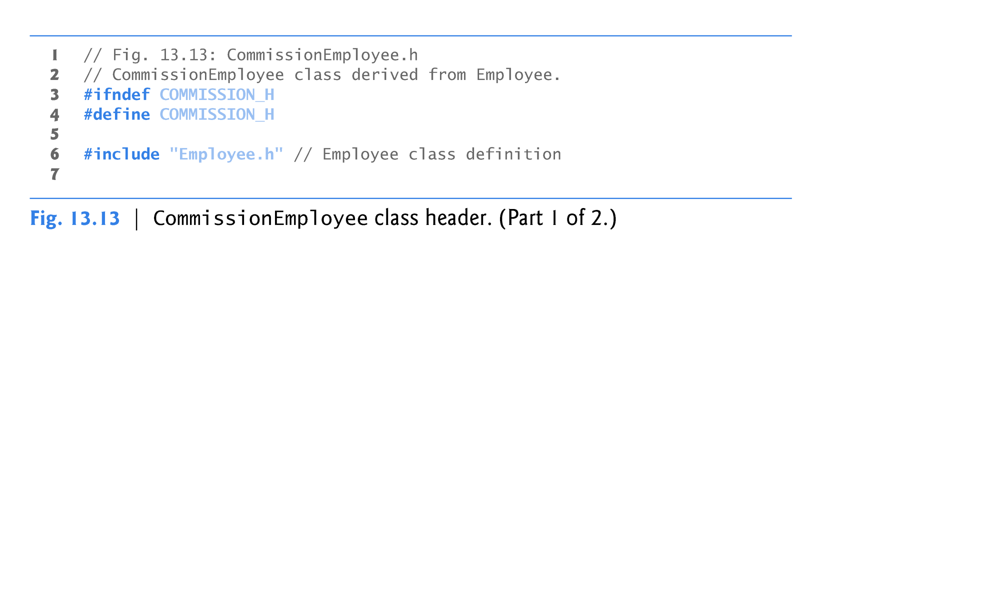 1 // Fig. 13.13: CommissionEmployee.h
2 // CommissionEmployee class derived from Employee.
3 #ifndef COMMISSION_H
4 #define COMMISSION_H
5
6 #include "Employee.h" // Employee class definition
7
Fig. 13.13 | CommissionEmployee class header. (Part 1 of 2.)